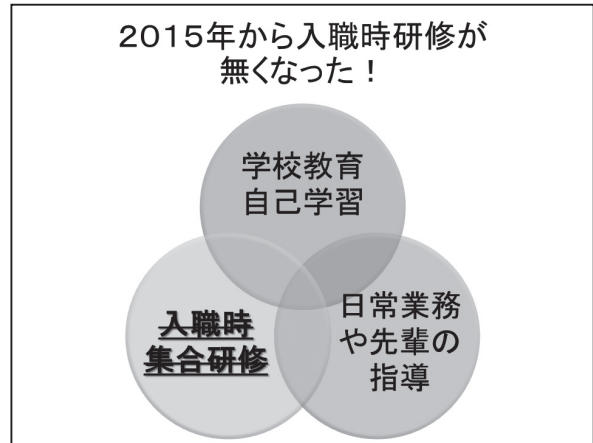 2015年から入職時研修が
無くなった！
学校教育
自己学習
入職時
集合研修
日常業務
や先輩の
指導